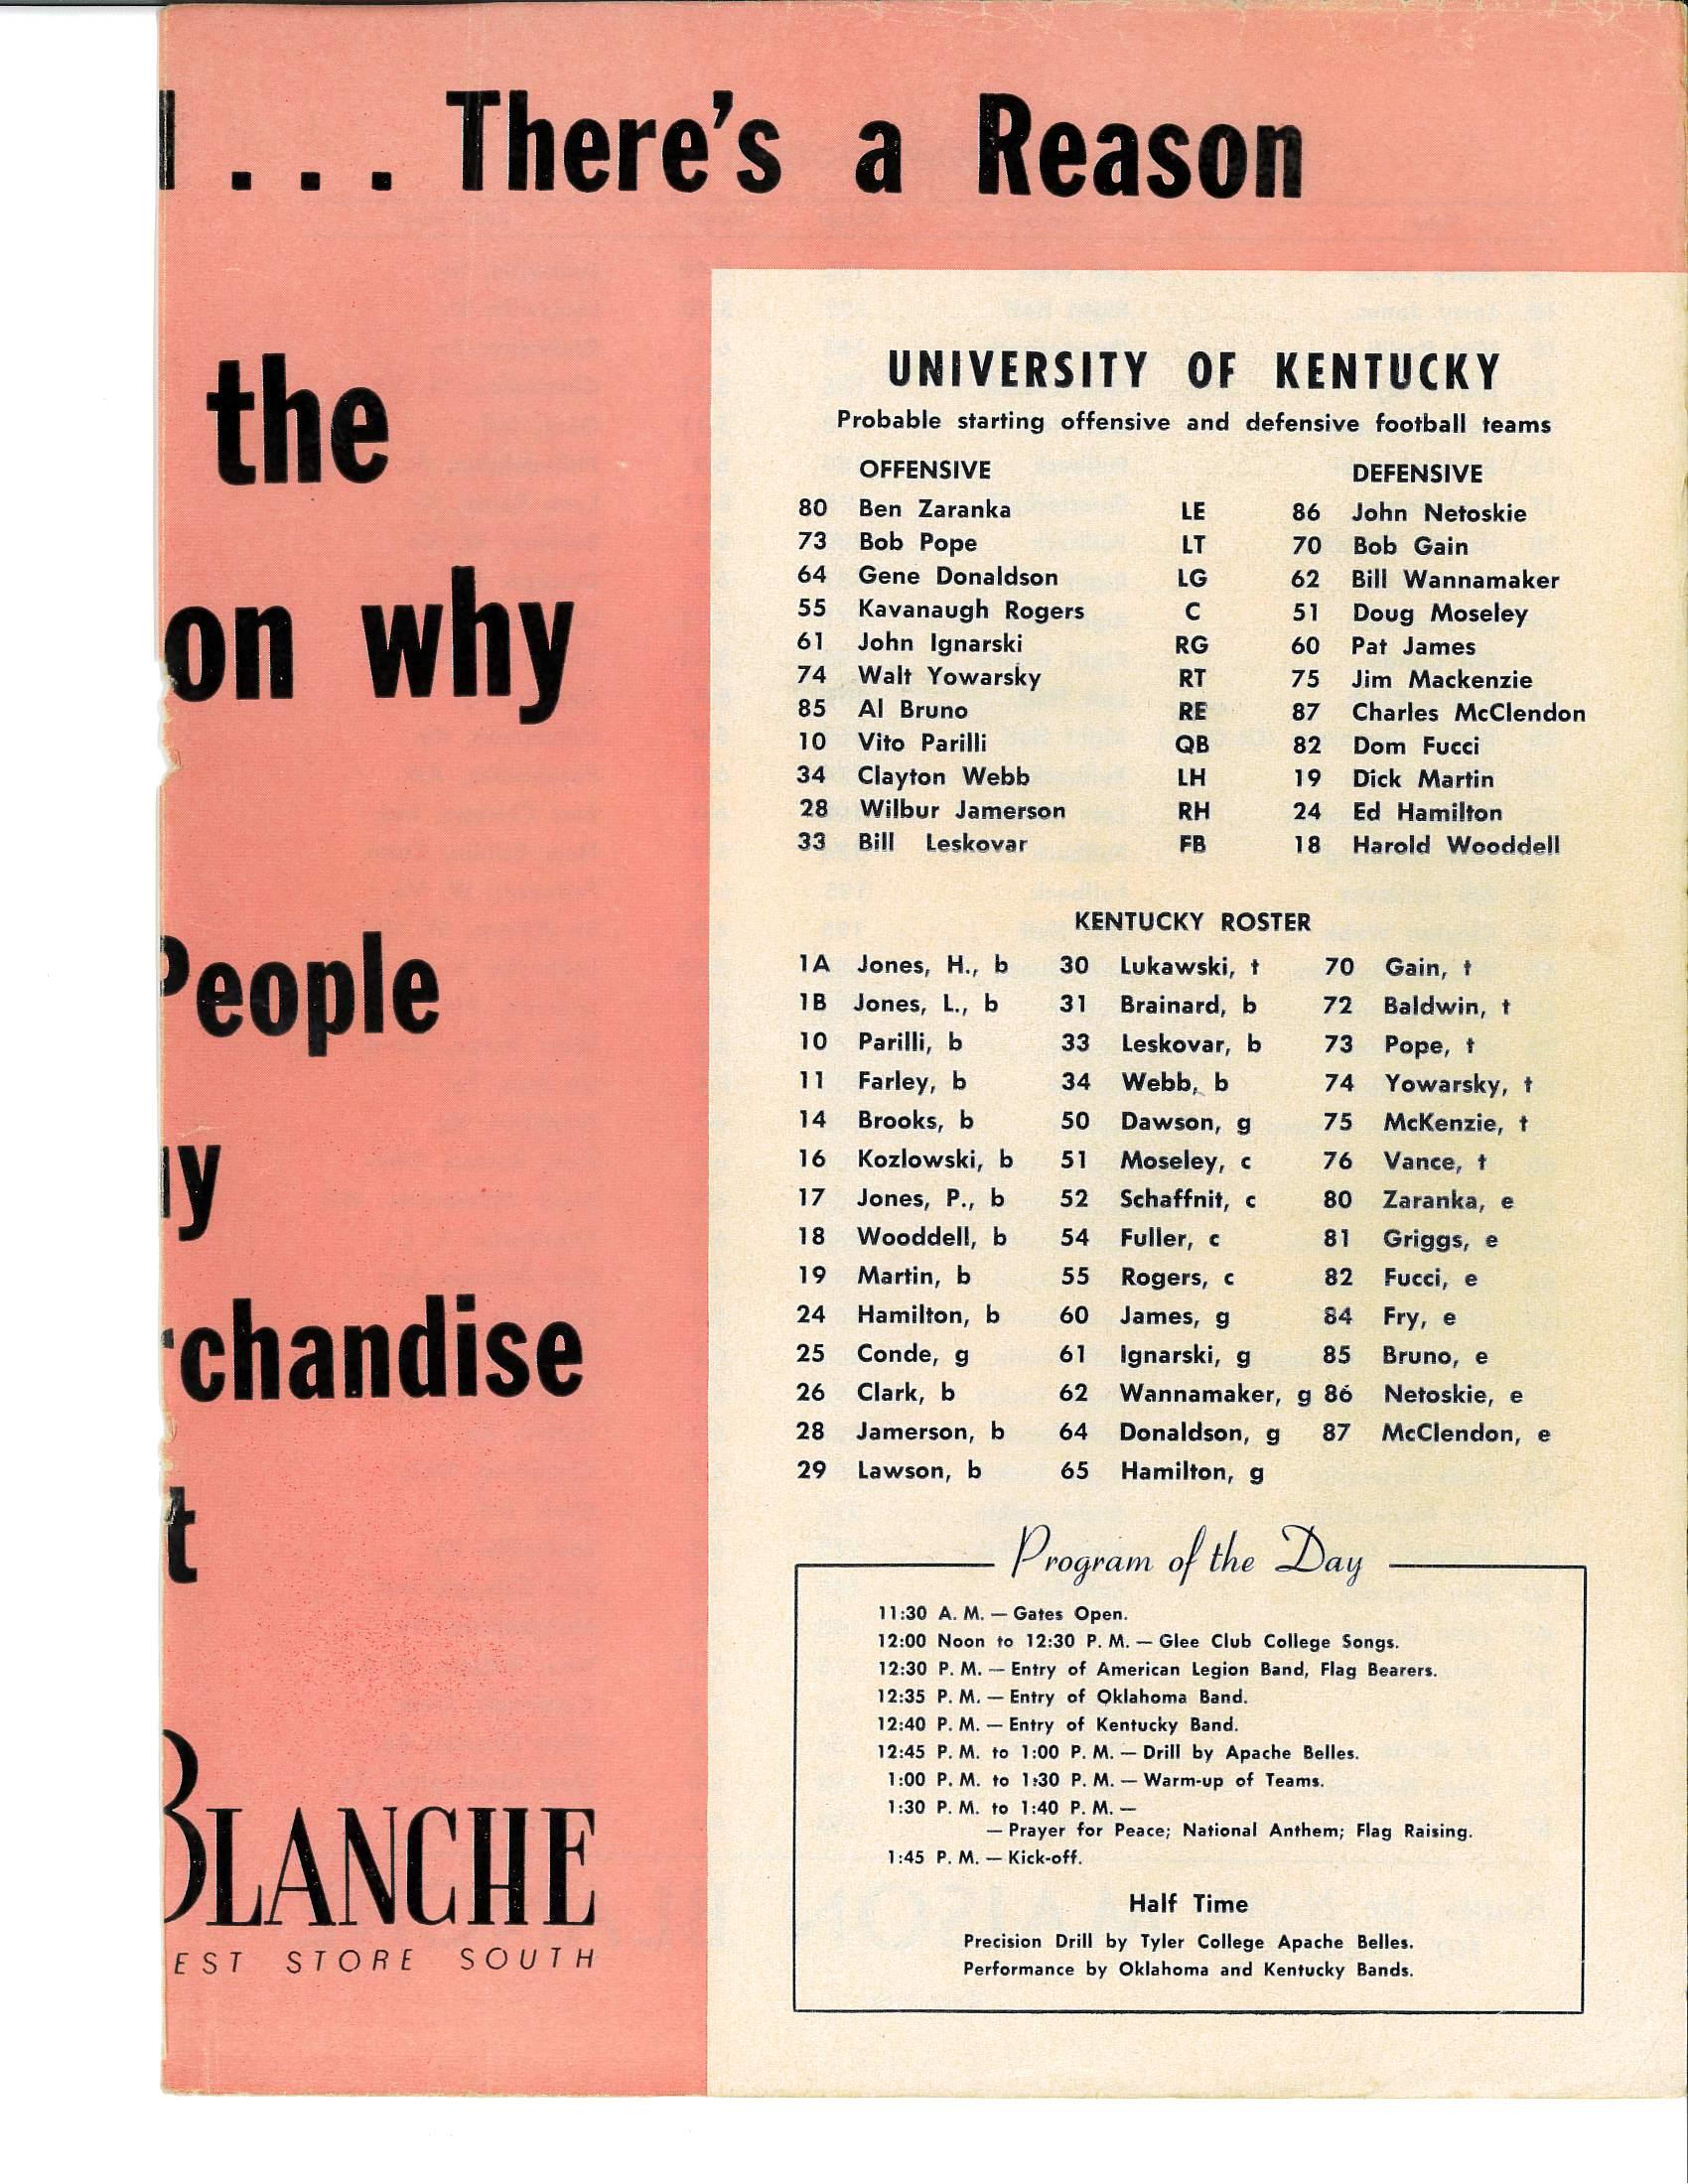 . . . There's a Reason
the
on why
People
y
chandise
t
BLANCHE
EST STORE SOUTH
UNIVERSITY OF KENTUCKY
Probable starting offensive and defensive football teams
OFFENSIVE DEFENSIVE
80 Ben Zaranka LE 86 John Netoskie
73 Bob Pope LT 70 Bob Gain
64 Gene Donaldson LG 62 Bill Wannamaker
55 Kavanaugh Rogers C 51 Doug Moseley
61 John Ignarski RG 60 Pat James
74 Walt Yowarsky RT 75 Jim Mackenzie
85 Al Bruno RE 87 Charles McClendon
10 Vito Parilli QB 82 Dom Fucci
34 Clayton Webb LH 19 Dick Martin
28 Wilbur Jamerson RH 24 Ed Hamilton
33 Bill Leskovar FB 18 Harold Wooddell
KENTUCKY ROSTER
1A Jones, H., b 30 Lukawski, t 70 Gain, t
1B Jones, L., b 31 Brainard, b 72 Baldwin, t
10 Parilli, b 33 Leskovar, b 73 Pope, t
11 Farley, b 34 Webb, b 74 Yowarsky, t
14 Brooks, b 50 Dawson, g 75 McKenzie, t
16 Kozlowski, b 51 Moseley, c 76 Vance, t
17 Jones, P., b 52 Schaffnit, c 80 Zaranka, e
18 Wooddell, b 54 Fuller, c 81 Griggs, e
19 Martin, b 55 Rogers, c 82 Fucci, e
24 Hamilton, b 60 James, g 84 Fry, e
25 Conde, g 61 Ignarski, g 85 Bruno, e
26 Clark, b 62 Wannamaker, g 86 Netoskie, e
28 Jamerson, b 64 Donaldson, g 87 McClendon, e
29 Lawson, b 65 Hamilton, g
Program of the Day
11:30 A. M. — Gates Open.
12:00 Noon to 12:30 P. M. — Glee Club College Songs.
12:30 P. M. — Entry of American Legion Band, Flag Bearers.
12:35 P. M. — Entry of Oklahoma Band.
12:40 P. M. — Entry of Kentucky Band.
12:45 P. M. to 1:00 P. M. — Drill by Apache Belles.
1:00 P. M. to 1:30 P. M. — Warm-up of Teams.
1:30 P. M. to 1:40 P. M. —
— Prayer for Peace; National Anthem; Flag Raising.
1:45 P. M. — Kick-off.
Half Time
Precision Drill by Tyler College Apache Belles.
Performance by Oklahoma and Kentucky Bands.